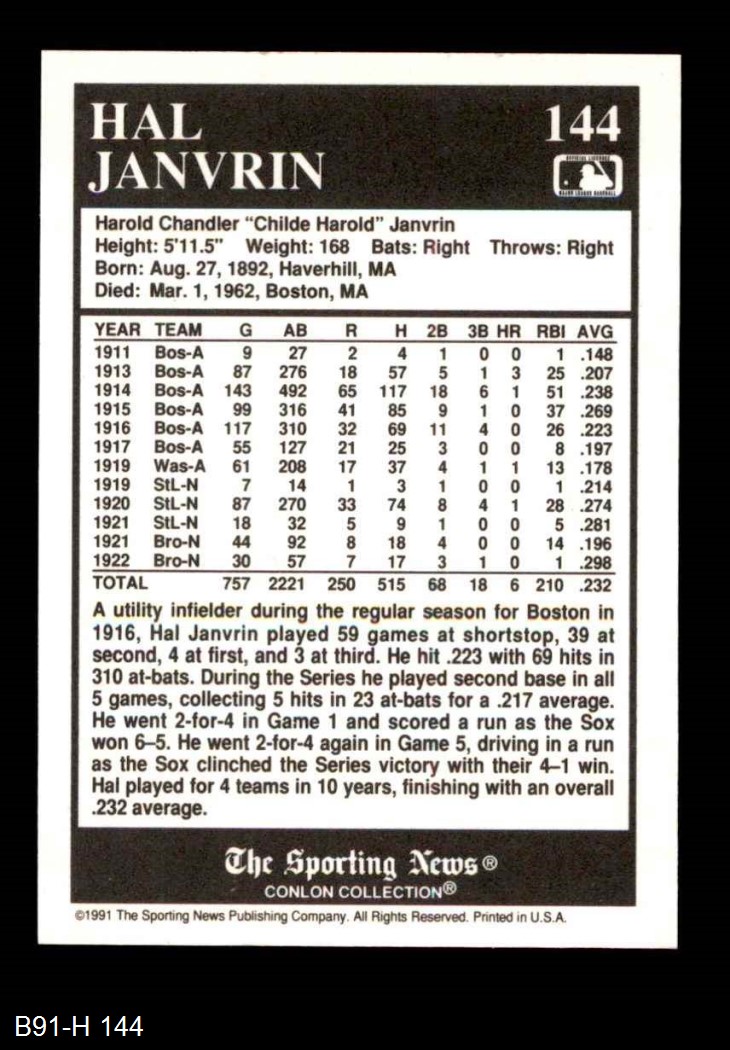 HAL
144
JANVRIN
OFFICIAL LICENSEE
MAJOR LEAGUE BASEBALL
Harold Chandler "Childe Harold" Janvrin
Height: 5'11.5" Weight: 168 Bats: Right Throws: Right
Born: Aug. 27, 1892, Haverhill, MA
Died: Mar. 1, 1962, Boston, MA
YEAR TEAM G AB R H 2B 3B HR RBI AVG
1911 Bos-A 9 27 2 4 1 0 0 1 .148
1913 Bos-A 87 276 18 57 5 1 3 25 .207
1914 Bos-A 143 492 65 117 18 6 1 51 .238
1915 Bos-A 99 316 41 85 9 1 0 37 .269
1916 Bos-A 117 310 32 69 11 4 0 26 .223
1917 Bos-A 55 127 21 25 3 0 0 8 .197
1919 Was-A 61 208 17 37 4 1 1 13 .178
1919 StL-N 7 14 1 3 1 0 0 1 .214
1920 StL-N 87 270 33 74 8 4 1 28 .274
1921 StL-N 18 32 5 9 1 0 0 5 .281
1921 Bro-N 44 92 8 18 4 0 0 14 .196
1922 Bro-N 30 57 7 17 3 1 0 1 .298
TOTAL 757 2221 250 515 68 18 6 210 .232
A utility infielder during the regular season for Boston in
1916, Hal Janvrin played 59 games at shortstop, 39 at
second, 4 at first, and 3 at third. He hit .223 with 69 hits in
310 at-bats. During the Series he played second base in all
5 games, collecting 5 hits in 23 at-bats for a .217 average.
He went 2-for-4 in Game 1 and scored a run as the Sox
won 6–5. He went 2-for-4 again in Game 5, driving in a run
as the Sox clinched the Series victory with their 4–1 win.
Hal played for 4 teams in 10 years, finishing with an overall
.232 average.
The Sporting News®
CONLON COLLECTION®
©1991 The Sporting News Publishing Company. All Rights Reserved. Printed in U.S.A.
B91-H 144